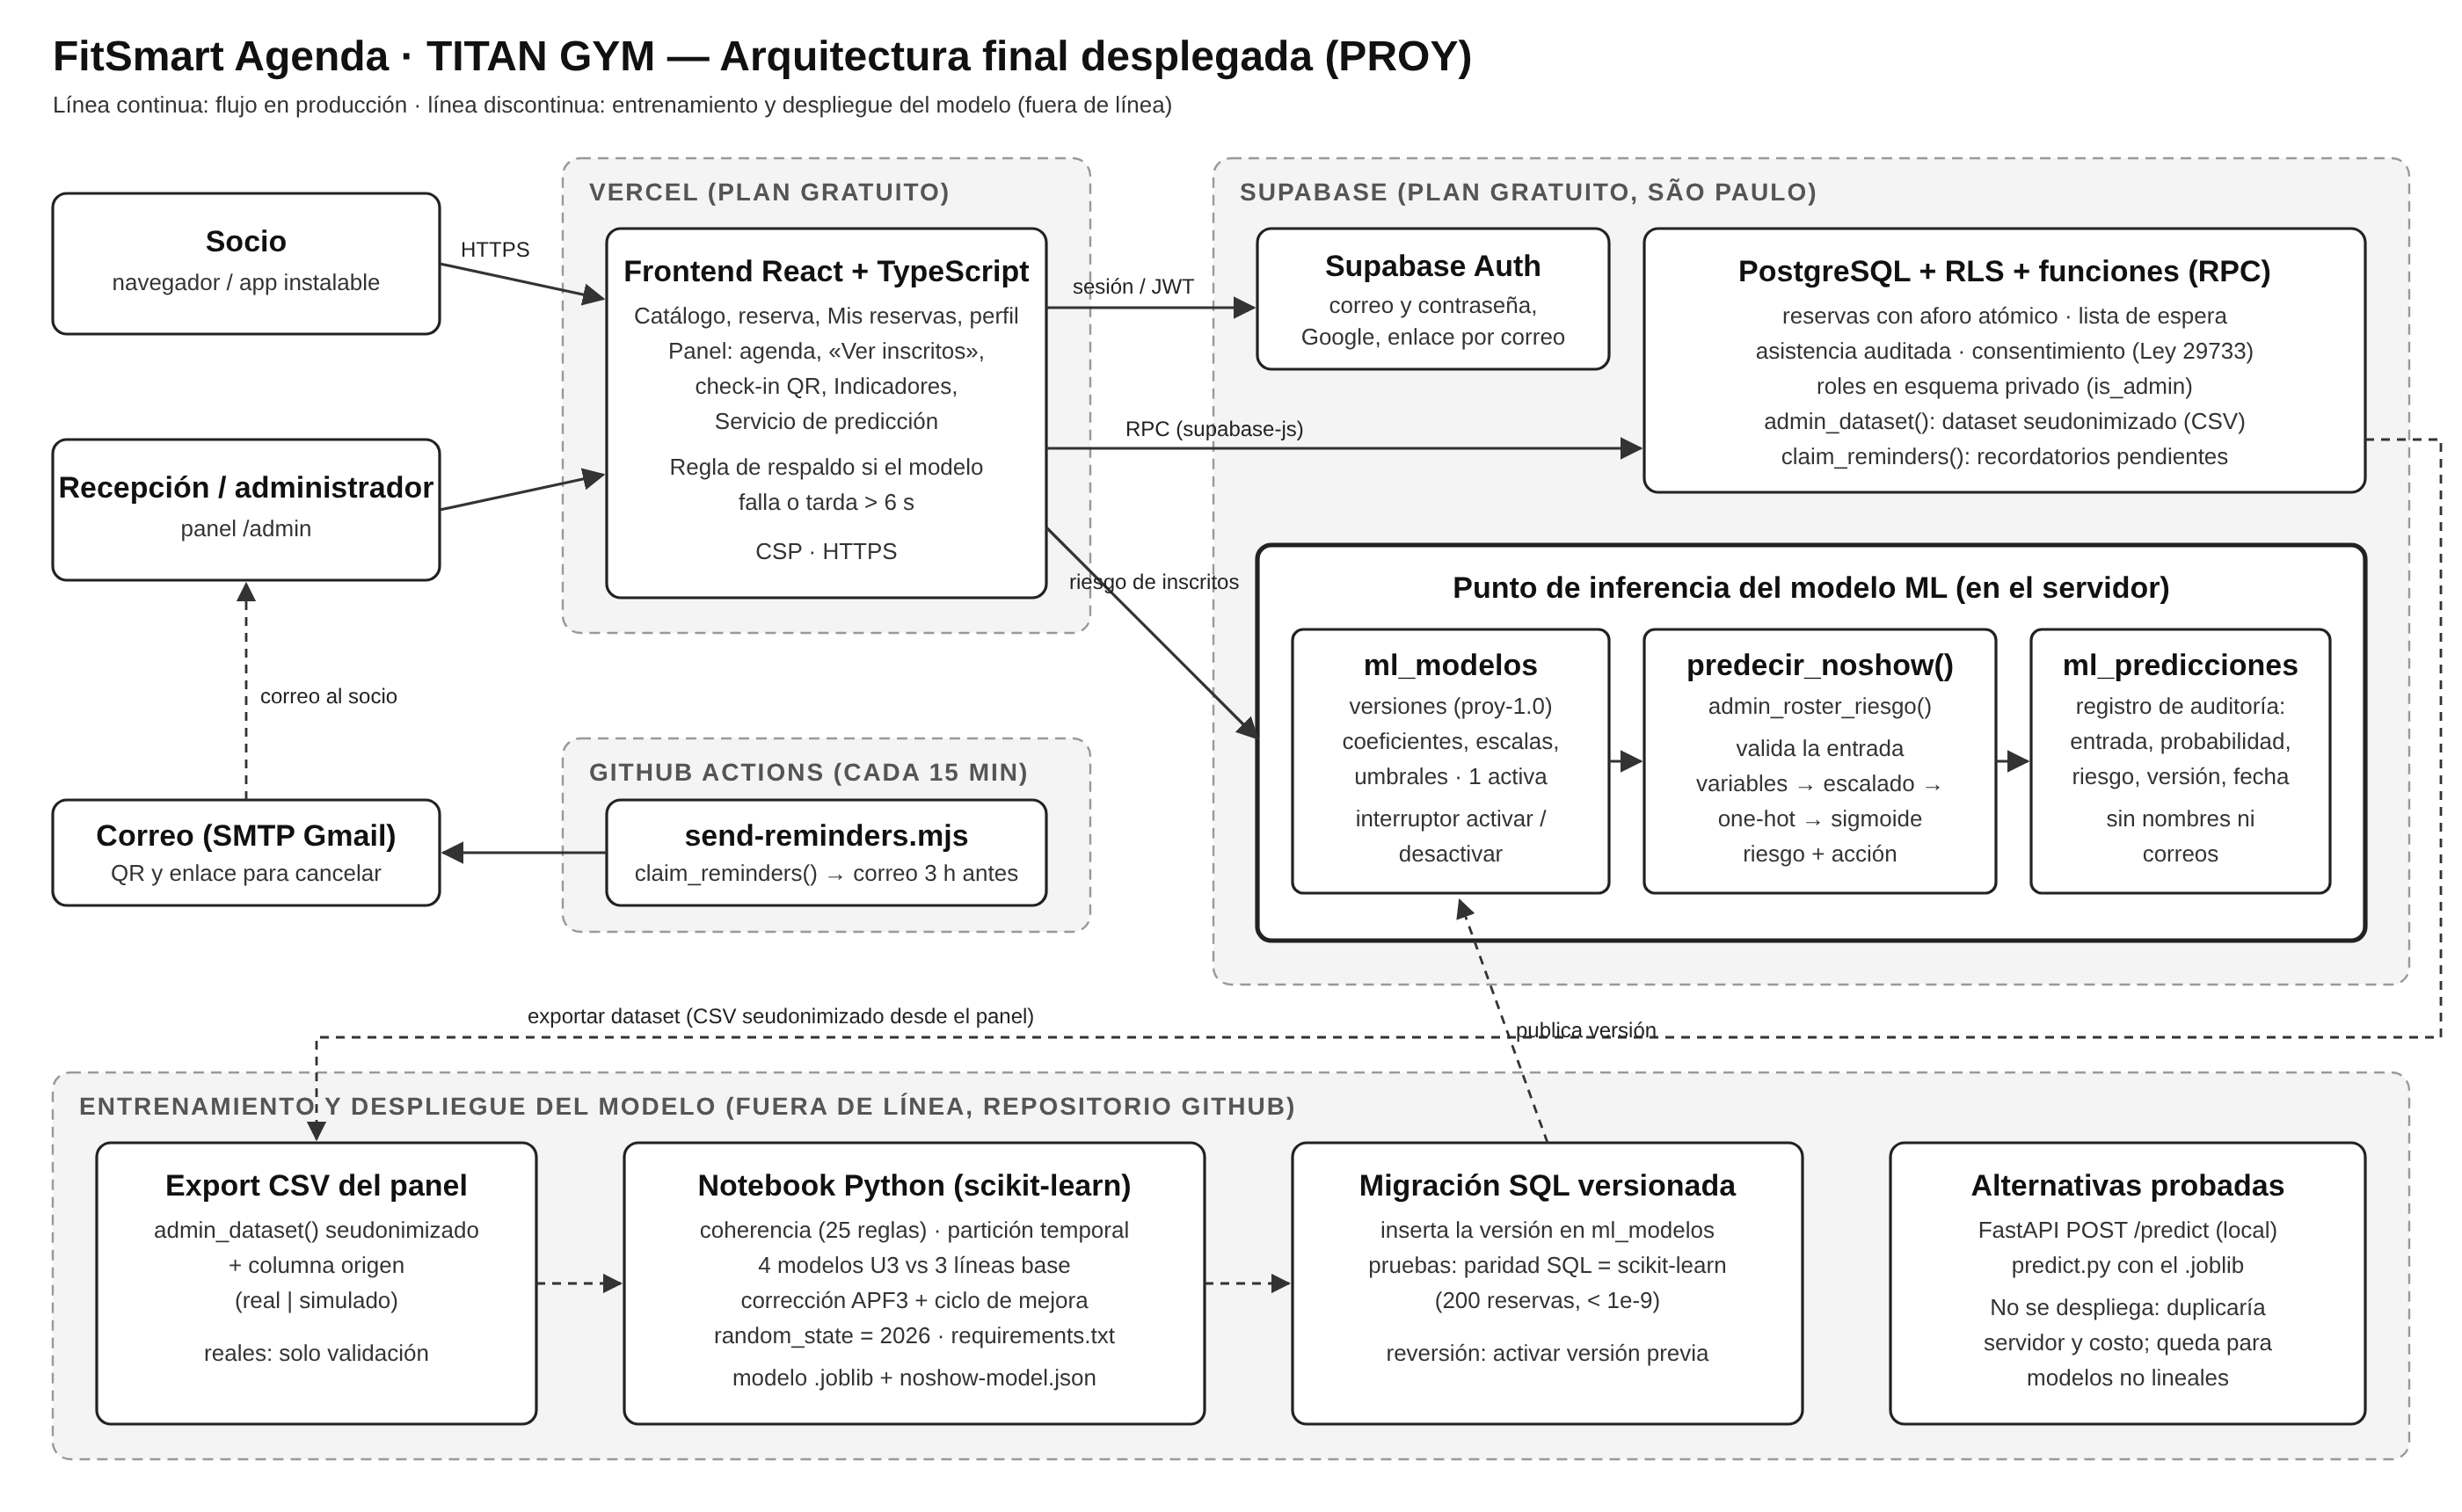 FitSmart Agenda · TITAN GYM — Arquitectura final desplegada (PROY)
Línea continua: flujo en producción · línea discontinua: entrenamiento y despliegue del modelo (fuera de línea)
Socio
navegador / app instalable
HTTPS
Recepción / administrador
panel /admin
correo al socio
Correo (SMTP Gmail)
QR y enlace para cancelar
VERCEL (PLAN GRATUITO)
Frontend React + TypeScript
Catálogo, reserva, Mis reservas, perfil
Panel: agenda, «Ver inscritos»,
check-in QR, Indicadores,
Servicio de predicción
Regla de respaldo si el modelo
falla o tarda > 6 s
CSP · HTTPS
GITHUB ACTIONS (CADA 15 MIN)
send-reminders.mjs
claim_reminders() → correo 3 h antes
sesión / JWT
RPC (supabase-js)
riesgo de inscritos
SUPABASE (PLAN GRATUITO, SÃO PAULO)
Supabase Auth
correo y contraseña,
Google, enlace por correo
PostgreSQL + RLS + funciones (RPC)
reservas con aforo atómico · lista de espera
asistencia auditada · consentimiento (Ley 29733)
roles en esquema privado (is_admin)
admin_dataset(): dataset seudonimizado (CSV)
claim_reminders(): recordatorios pendientes
Punto de inferencia del modelo ML (en el servidor)
ml_modelos
versiones (proy-1.0)
coeficientes, escalas,
umbrales · 1 activa
interruptor activar /
desactivar
predecir_noshow()
admin_roster_riesgo()
valida la entrada
variables → escalado →
one-hot → sigmoide
riesgo + acción
ml_predicciones
registro de auditoría:
entrada, probabilidad,
riesgo, versión, fecha
sin nombres ni
correos
exportar dataset (CSV seudonimizado desde el panel)
publica versión
ENTRENAMIENTO Y DESPLIEGUE DEL MODELO (FUERA DE LÍNEA, REPOSITORIO GITHUB)
Export CSV del panel
admin_dataset() seudonimizado
+ columna origen
(real | simulado)
reales: solo validación
Notebook Python (scikit-learn)
coherencia (25 reglas) · partición temporal
4 modelos U3 vs 3 líneas base
corrección APF3 + ciclo de mejora
random_state = 2026 · requirements.txt
modelo .joblib + noshow-model.json
Migración SQL versionada
inserta la versión en ml_modelos
pruebas: paridad SQL = scikit-learn
(200 reservas, < 1e-9)
reversión: activar versión previa
Alternativas probadas
FastAPI POST /predict (local)
predict.py con el .joblib
No se despliega: duplicaría
servidor y costo; queda para
modelos no lineales